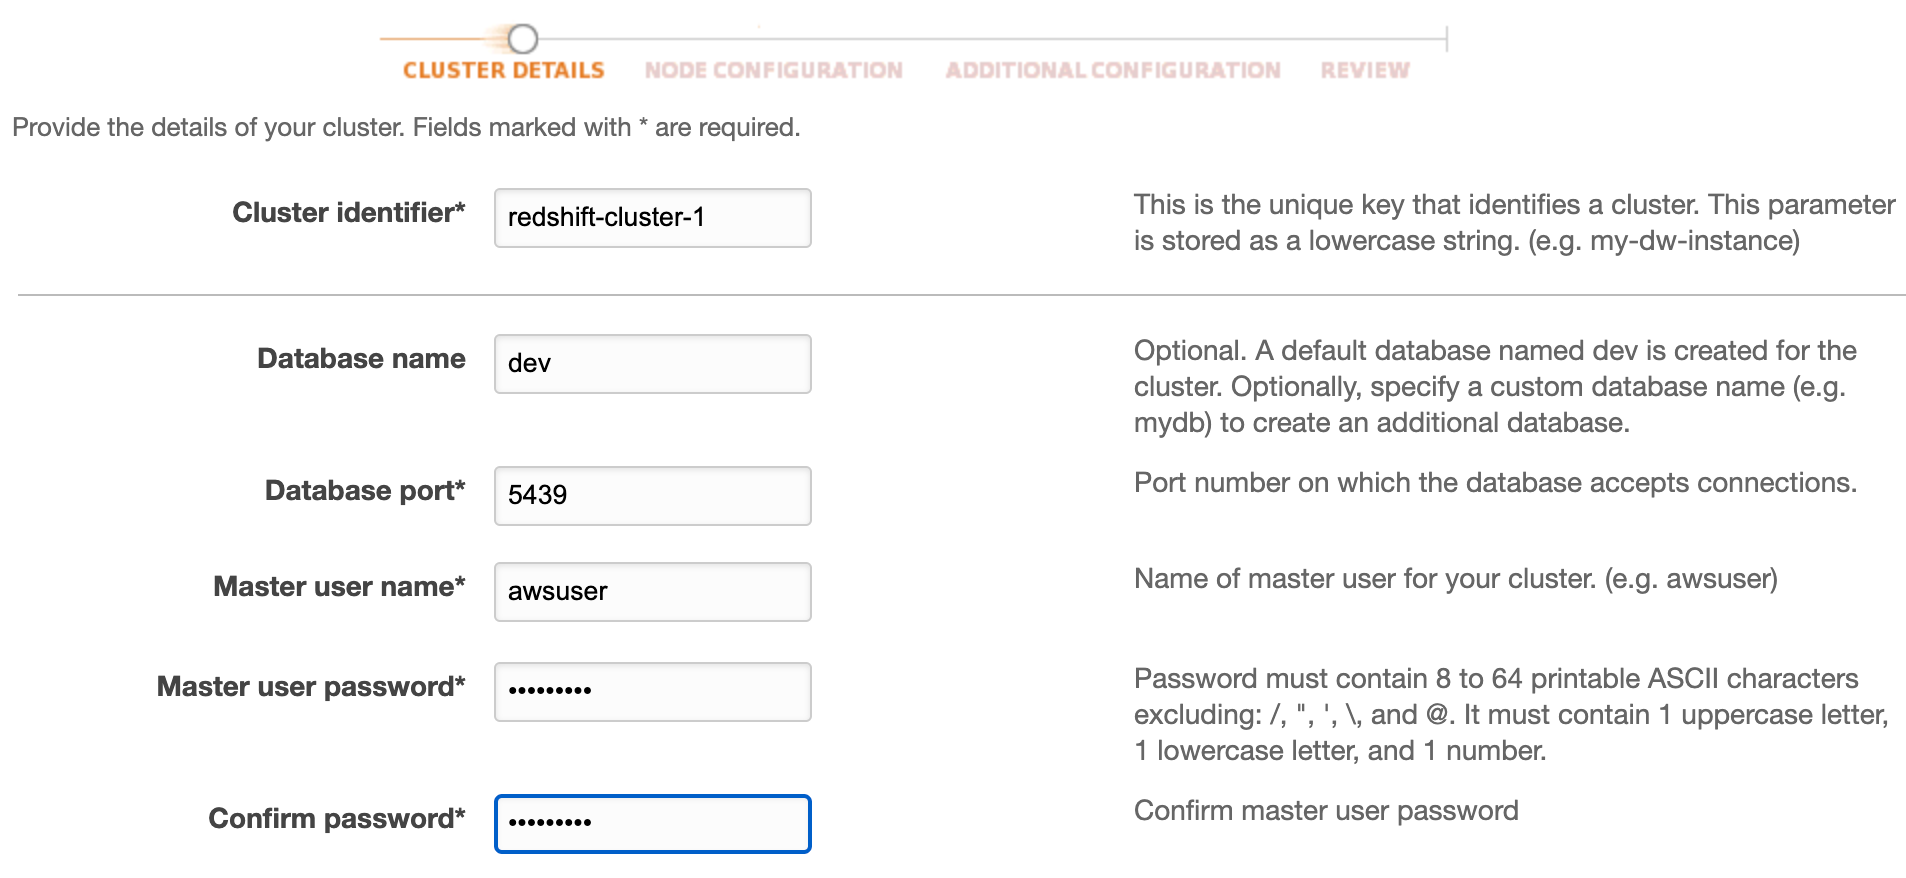 CLUSTER DETAILS NODE CONFIGURATION ADDITIONAL CONFIGURATION REVIEW
Provide the details of your cluster. Fields marked with * are required.
Cluster identifier* redshift-cluster-1
This is the unique key that identifies a cluster. This parameter
is stored as a lowercase string. (e.g. my-dw-instance)
Database name dev
Optional. A default database named dev is created for the
cluster. Optionally, specify a custom database name (e.g.
mydb) to create an additional database.
Database port* 5439
Port number on which the database accepts connections.
Master user name* awsuser
Name of master user for your cluster. (e.g. awsuser)
Master user password* •••••••••
Password must contain 8 to 64 printable ASCII characters
excluding: /, ", ', \, and @. It must contain 1 uppercase letter,
1 lowercase letter, and 1 number.
Confirm password* •••••••••
Confirm master user password